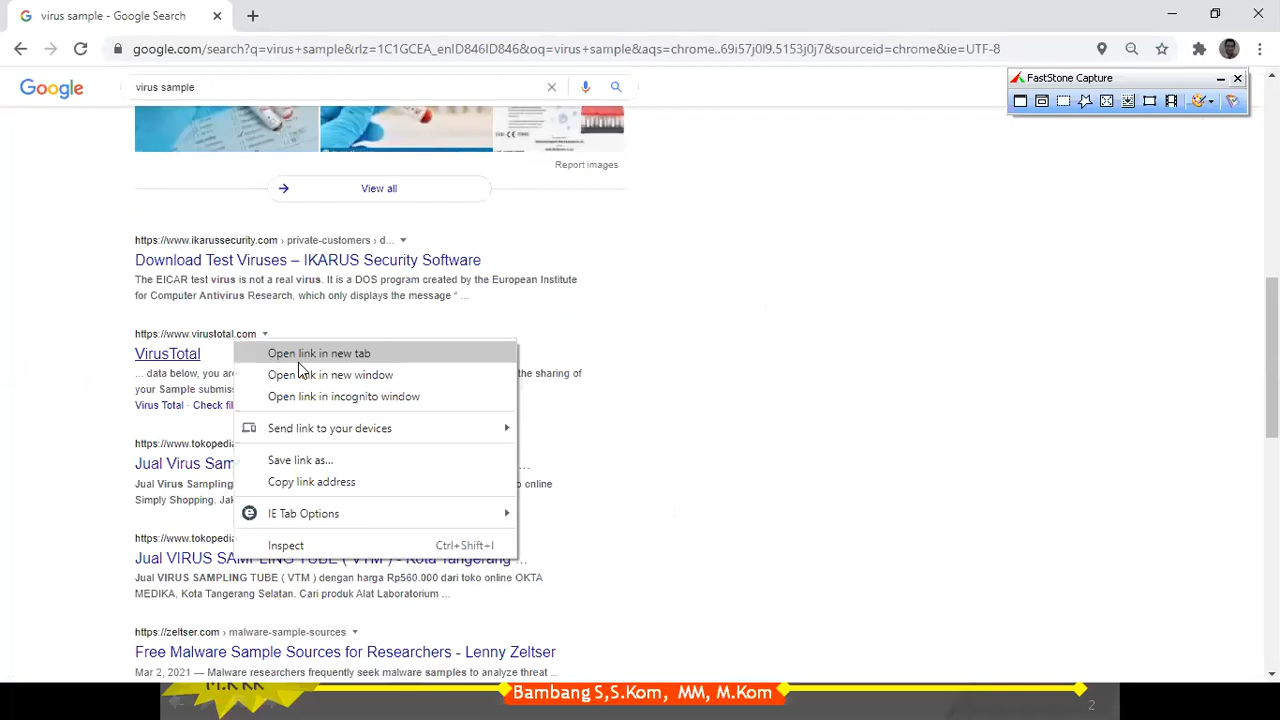 virus sample - Google Search
google.com/search?q=virus+sample&rlz=1C1GCEA_enID846ID846&oq=virus+sample&aqs=chrome..69i57j0l9.5153j0j7&sourceid=chrome&ie=UTF-8
Google
virus sample
FastStone Capture
Report images
View all
https://www.ikarussecurity.com › private-customers › d...
Download Test Viruses – IKARUS Security Software
The EICAR test virus is not a real virus. It is a DOS program created by the European Institute
for Computer Antivirus Research, which only displays the message “ ...
https://www.virustotal.com
VirusTotal
Open link in new tab
... data below, you are
the sharing of
Open link in new window
your Sample submiss
Open link in incognito window
Virus Total · Check fil
Send link to your devices
https://www.tokopedi
Save link as...
Jual Virus Sam
...
Copy link address
Jual Virus Sampling
o online
Simply Shopping. Jak
IE Tab Options
https://www.tokopedi
Inspect
Ctrl+Shift+I
Jual VIRUS SAMPLING TUBE ( VTM ) - Kota Tangerang ...
Jual VIRUS SAMPLING TUBE ( VTM ) dengan harga Rp560.000 dari toko online OKTA
MEDIKA, Kota Tangerang Selatan. Cari produk Alat Laboratorium ...
https://zeltser.com › malware-sample-sources
Free Malware Sample Sources for Researchers - Lenny Zeltser
Mar 2, 2021 — Malware researchers frequently seek malware samples to analyze threat ...
Bambang S,S.Kom, MM, M.Kom
2